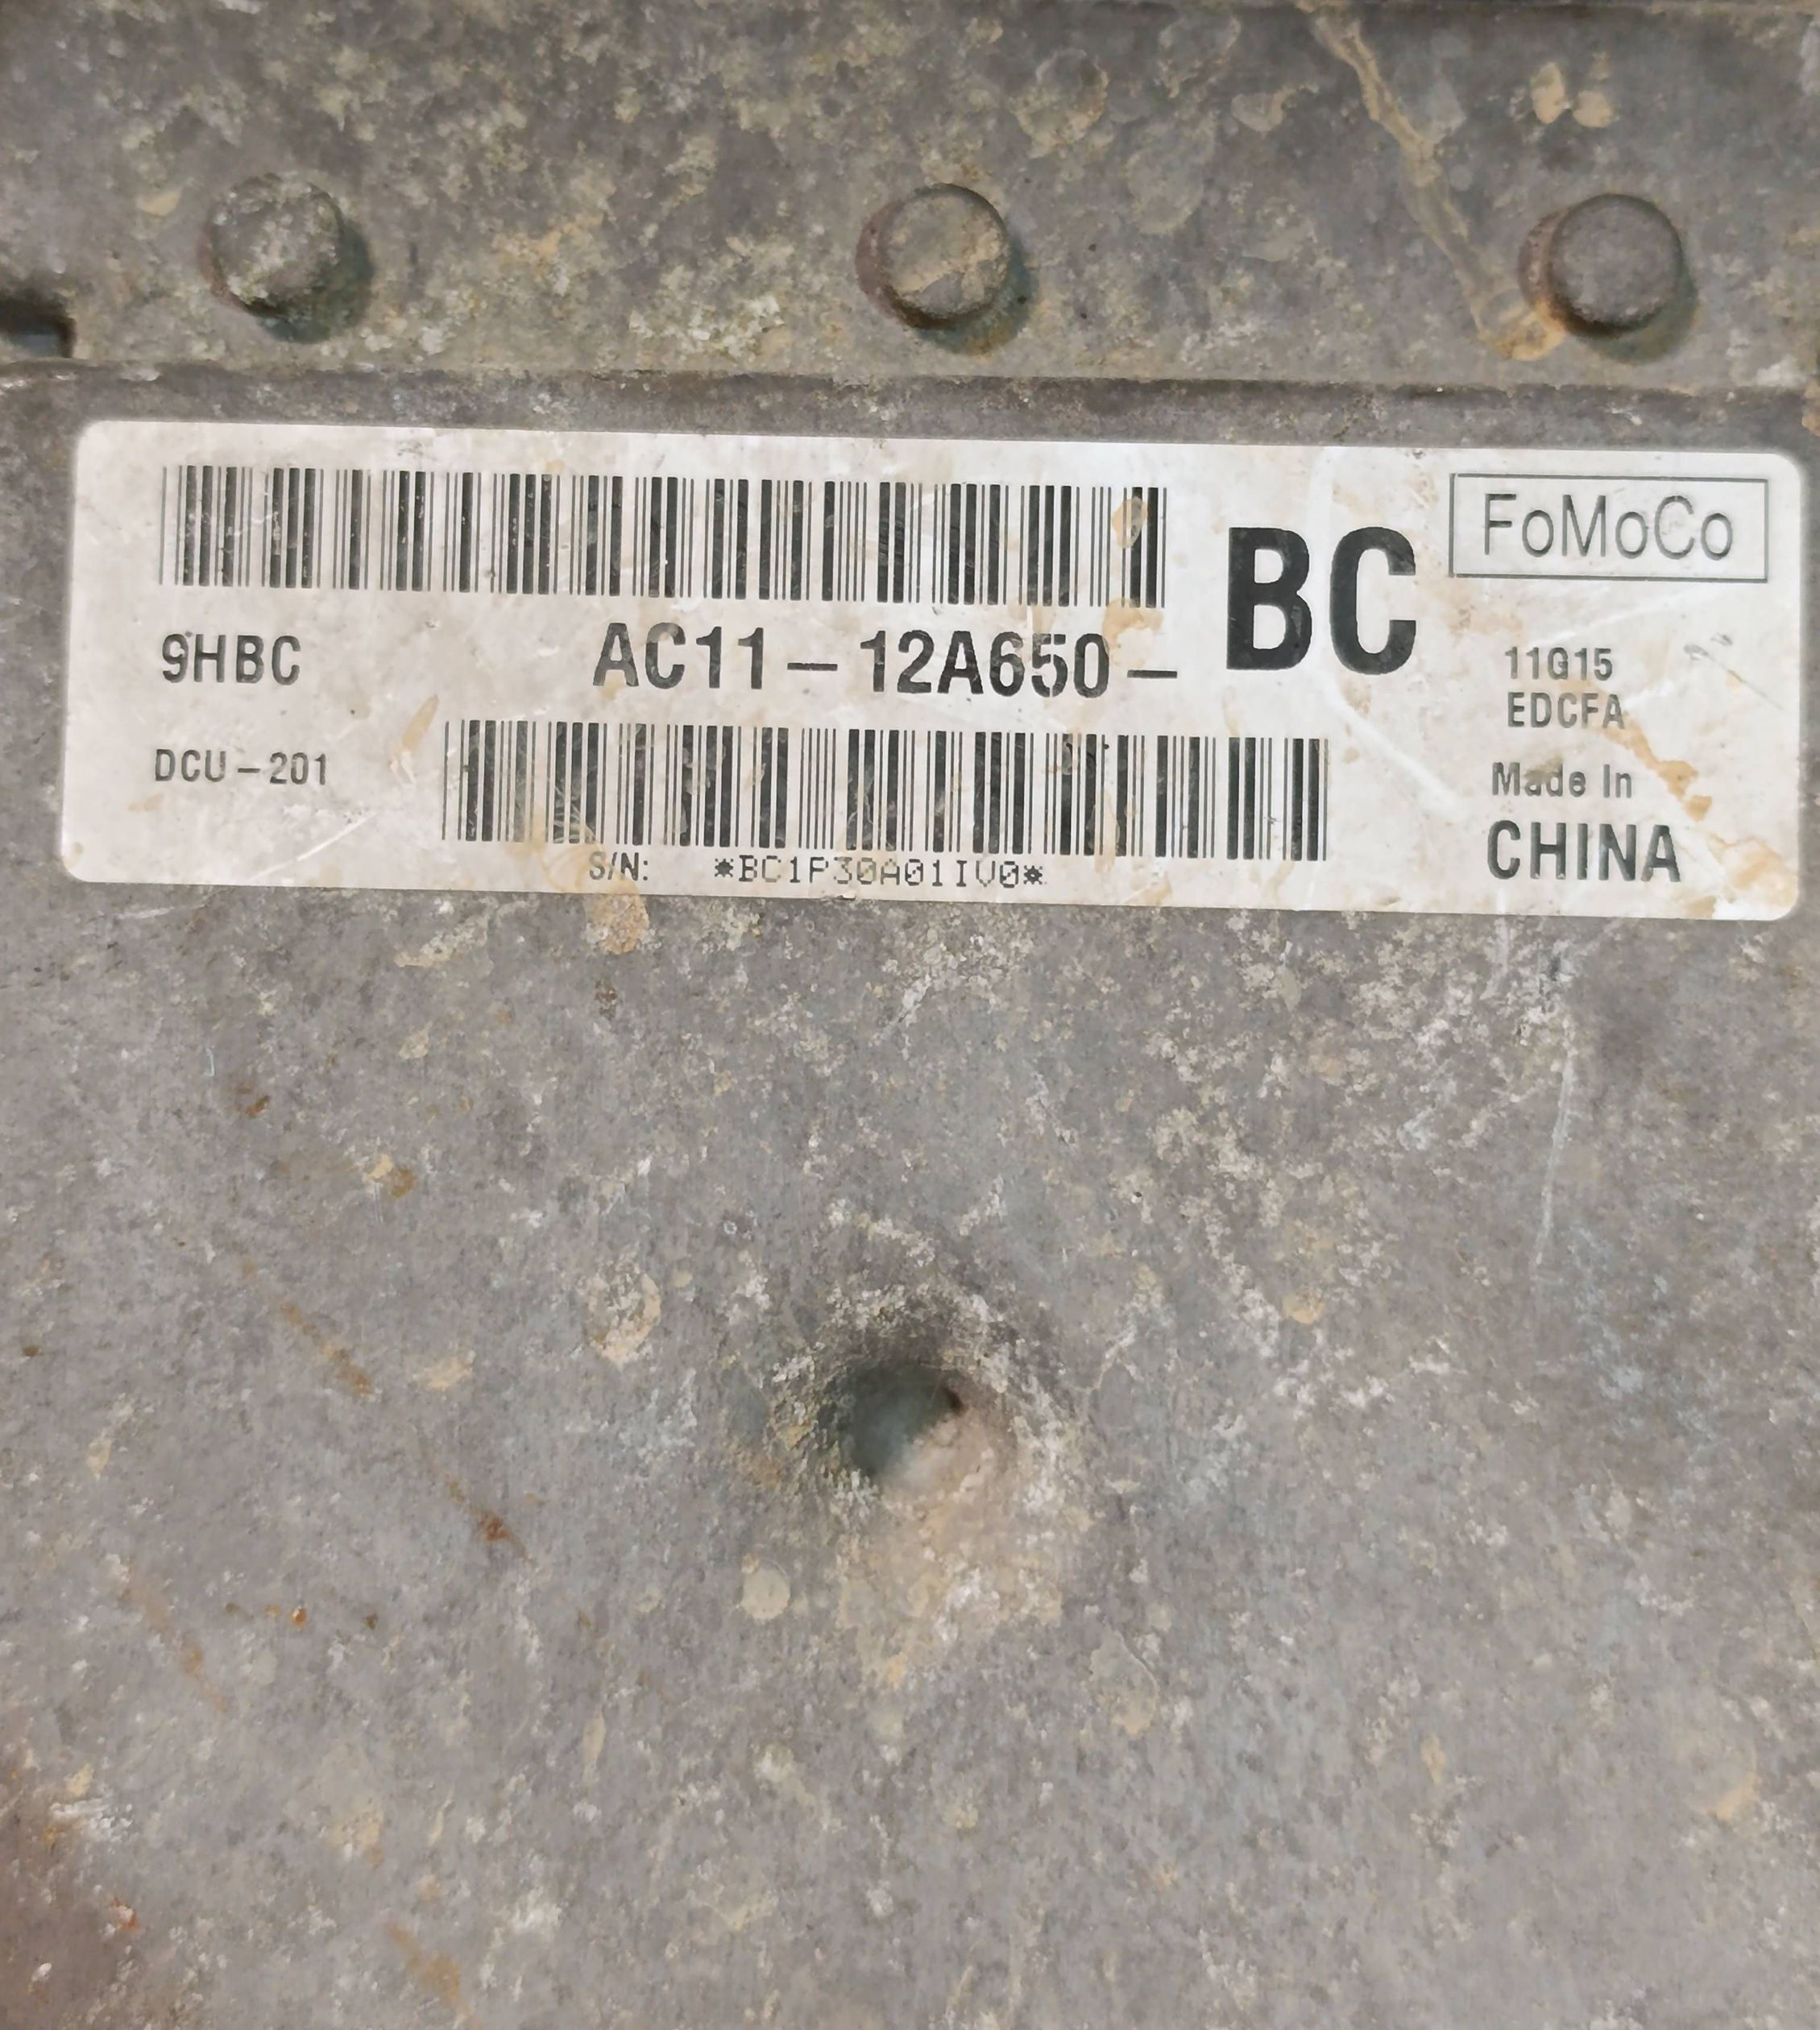 FoMoCo
BC
9HBC
AC11-12A650-
11G15
EDCFA
DCU-201
Made In
CHINA
S/N: *BC1P30A01IV0*